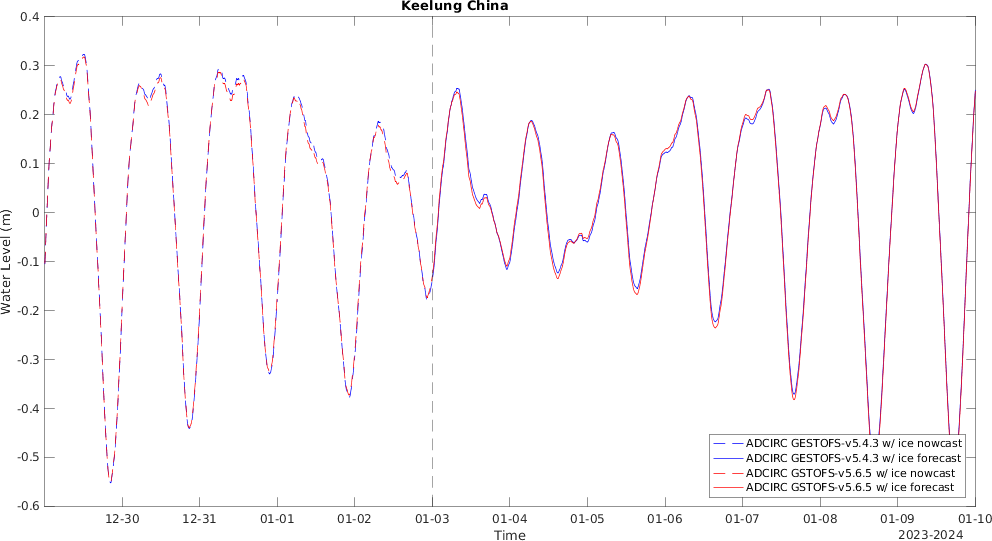 Keelung China
0.4
0.3
0.2
0.1
0
-0.1
-0.2
-0.3
-0.4
-0.5
-0.6
Water Level (m)
12-30 12-31 01-01 01-02 01-03 01-04 01-05 01-06 01-07 01-08 01-09 01-10
Time
2023-2024
ADCIRC GESTOFS-v5.4.3 w/ ice nowcast
ADCIRC GESTOFS-v5.4.3 w/ ice forecast
ADCIRC GSTOFS-v5.6.5 w/ ice nowcast
ADCIRC GSTOFS-v5.6.5 w/ ice forecast